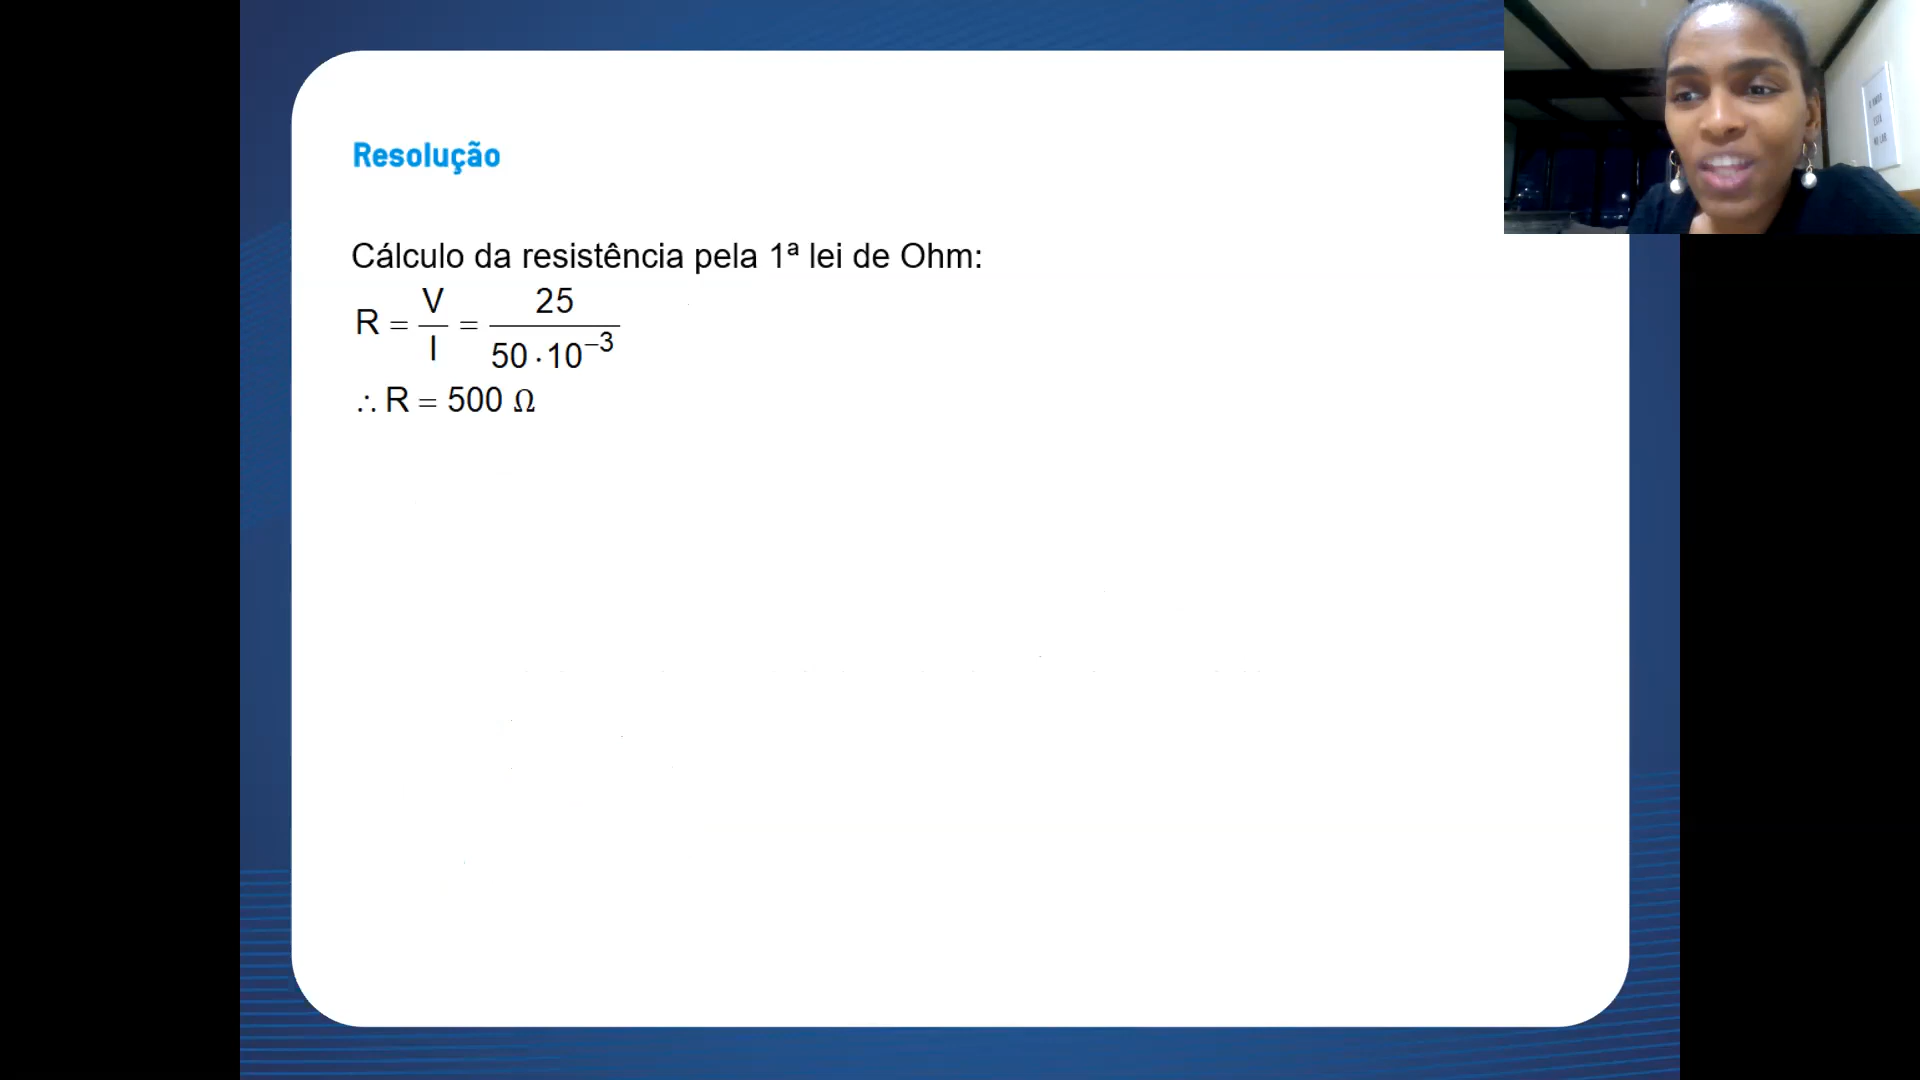 Resolução
Cálculo da resistência pela 1ª lei de Ohm:
R = V/I = 25/(50 · 10⁻³)
∴ R = 500 Ω